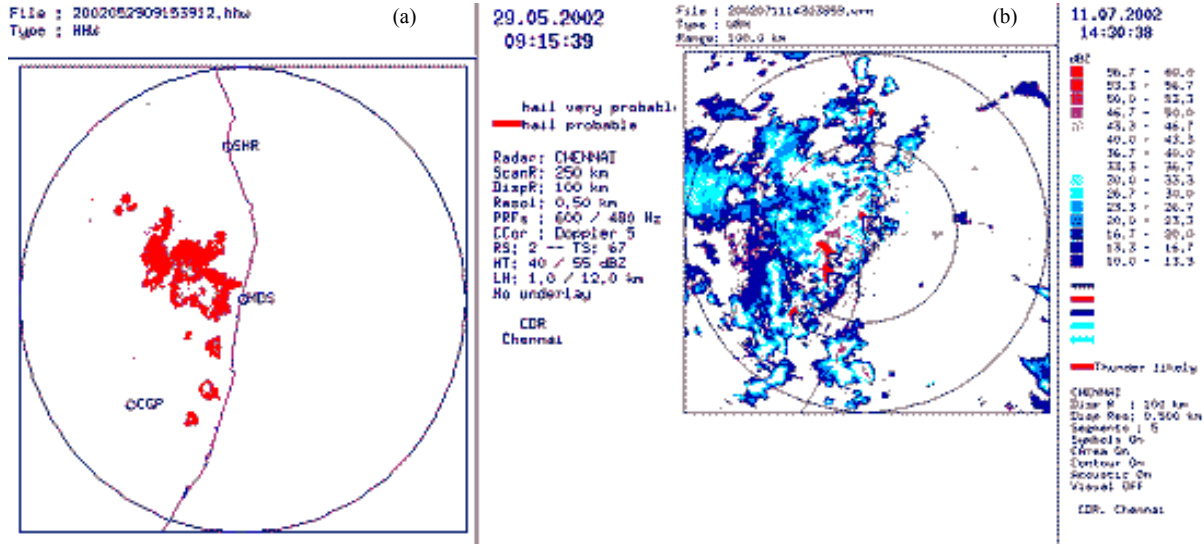 File : 2002052909153912.hhw
Type : HHW
(a)
29.05.2002
09:15:39
hail very probabl
hail probable
Radar: CHENNAI
ScanR: 250 km
DispR: 100 km
Resol: 0,50 km
PRFs : 600 / 480 Hz
CCor : Doppler 5
RS: 2 -- TS: 67
HT: 40 / 55 dBZ
LH: 1,0 / 12,0 km
No underlay
CDR
Chennai
SHR
MDS
CGP
(b)
Type :
Range: 100.0 km
11.07.2002
14:30:38
dBZ
56.7 - 60.0
53.3 - 56.7
50.0 - 53.3
46.7 - 50.0
43.3 - 46.7
40.0 - 43.3
36.7 - 40.0
33.3 - 36.7
30.0 - 33.3
26.7 - 30.0
23.3 - 26.7
20.0 - 23.3
16.7 - 20.0
13.3 - 16.7
10.0 - 13.3
Thunder likely
CHENNAI
Disp R : 100 km
Disp Res: 0.500 km
Segments : 5
Symbols On
CArea On
Contour On
Acoustic On
Visual OFF
CDR, Chennai